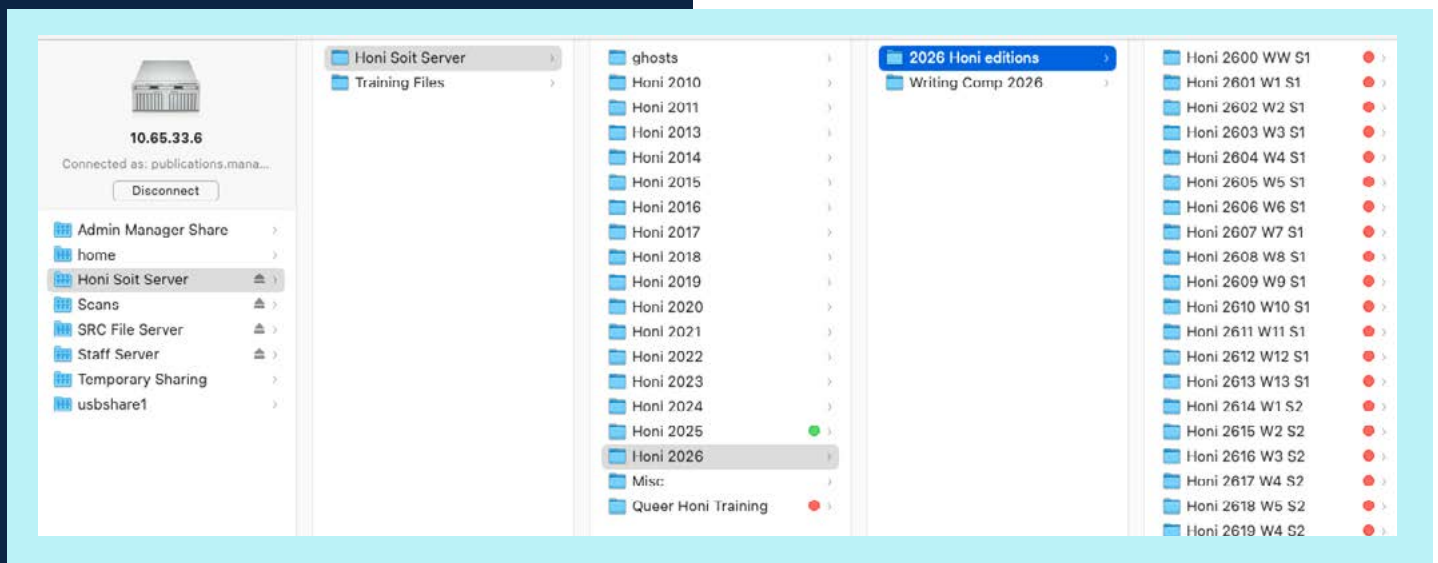 10.65.33.6
Connected as: publications.mana...
Disconnect
Admin Manager Share
home
Honi Soit Server
Scans
SRC File Server
Staff Server
Temporary Sharing
usbshare1
Honi Soit Server
Training Files
ghosts
Honi 2010
Honi 2011
Honi 2013
Honi 2014
Honi 2015
Honi 2016
Honi 2017
Honi 2018
Honi 2019
Honi 2020
Honi 2021
Honi 2022
Honi 2023
Honi 2024
Honi 2025
Honi 2026
Misc
Queer Honi Training
2026 Honi editions
Writing Comp 2026
Honi 2600 WW S1
Honi 2601 W1 S1
Honi 2602 W2 S1
Honi 2603 W3 S1
Honi 2604 W4 S1
Honi 2605 W5 S1
Honi 2606 W6 S1
Honi 2607 W7 S1
Honi 2608 W8 S1
Honi 2609 W9 S1
Honi 2610 W10 S1
Honi 2611 W11 S1
Honi 2612 W12 S1
Honi 2613 W13 S1
Honi 2614 W1 S2
Honi 2615 W2 S2
Honi 2616 W3 S2
Honi 2617 W4 S2
Honi 2618 W5 S2
Honi 2619 W4 S2